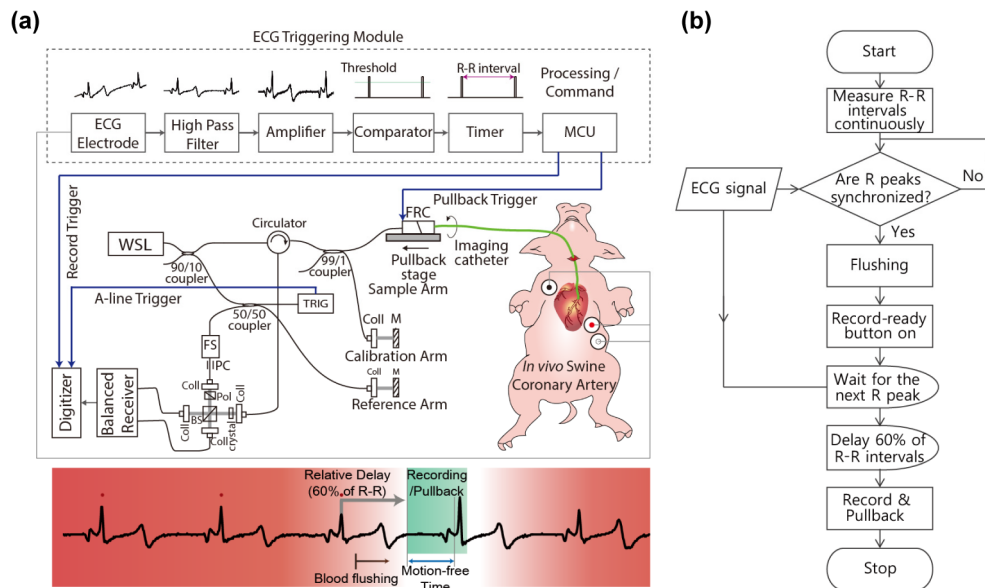 (a)
ECG Triggering Module
Threshold
R-R interval
Processing /
Command
ECG
Electrode
High Pass
Filter
Amplifier
Comparator
Timer
MCU
Record Trigger
Pullback Trigger
FRC
Circulator
WSL
90/10
coupler
99/1
coupler
Pullback
stage
Sample Arm
Imaging
catheter
A-line Trigger
TRIG
50/50
coupler
FS
IPC
Coll
M
Calibration Arm
Coll
M
Reference Arm
In vivo Swine
Coronary Artery
Digitizer
Balanced
Receiver
Coll
Pol
Coll
Coll
BS
Coll
crystal
Relative Delay
(60% of R-R)
Recording
/Pullback
Blood flushing
Motion-free
Time
(b)
Start
Measure R-R
intervals
continuously
ECG signal
Are R peaks
synchronized?
No
Yes
Flushing
Record-ready
button on
Wait for the
next R peak
Delay 60% of
R-R intervals
Record &
Pullback
Stop